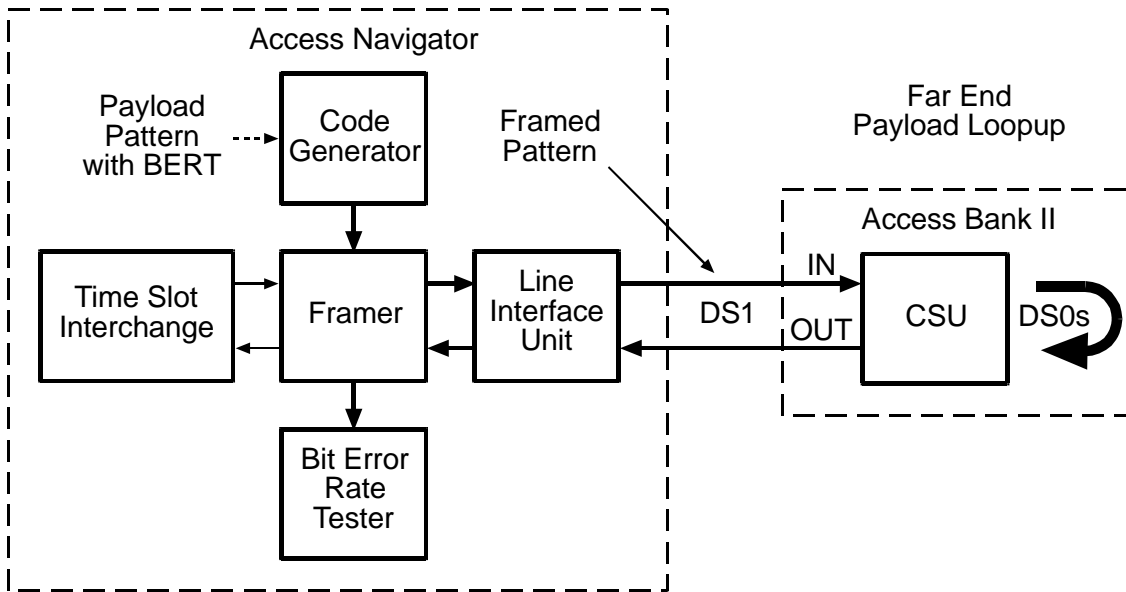 Access Navigator
Payload
Pattern
with BERT
Code
Generator
Framed
Pattern
Far End
Payload Loopup
Access Bank II
Time Slot
Interchange
Framer
Line
Interface
Unit
DS1
IN
OUT
CSU
DS0s
Bit Error
Rate
Tester